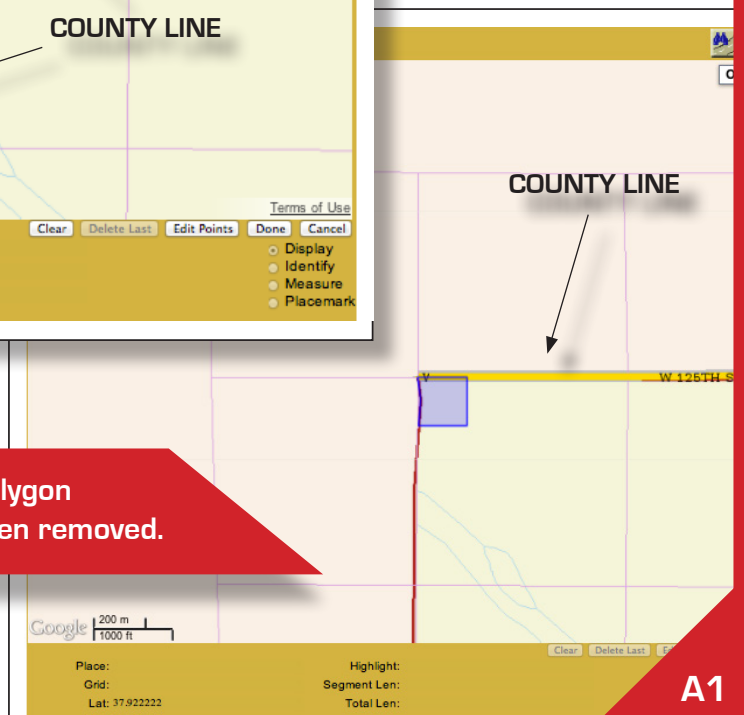 COUNTY LINE
Terms of Use
Clear Delete Last Edit Points Done Cancel
Display
Identify
Measure
Placemark
COUNTY LINE
W 125TH S
lygon
en removed.
Google
200 m
1000 ft
Clear Delete Last
Place:
Grid:
Lat: 37.922222
Highlight:
Segment Len:
Total Len:
A1